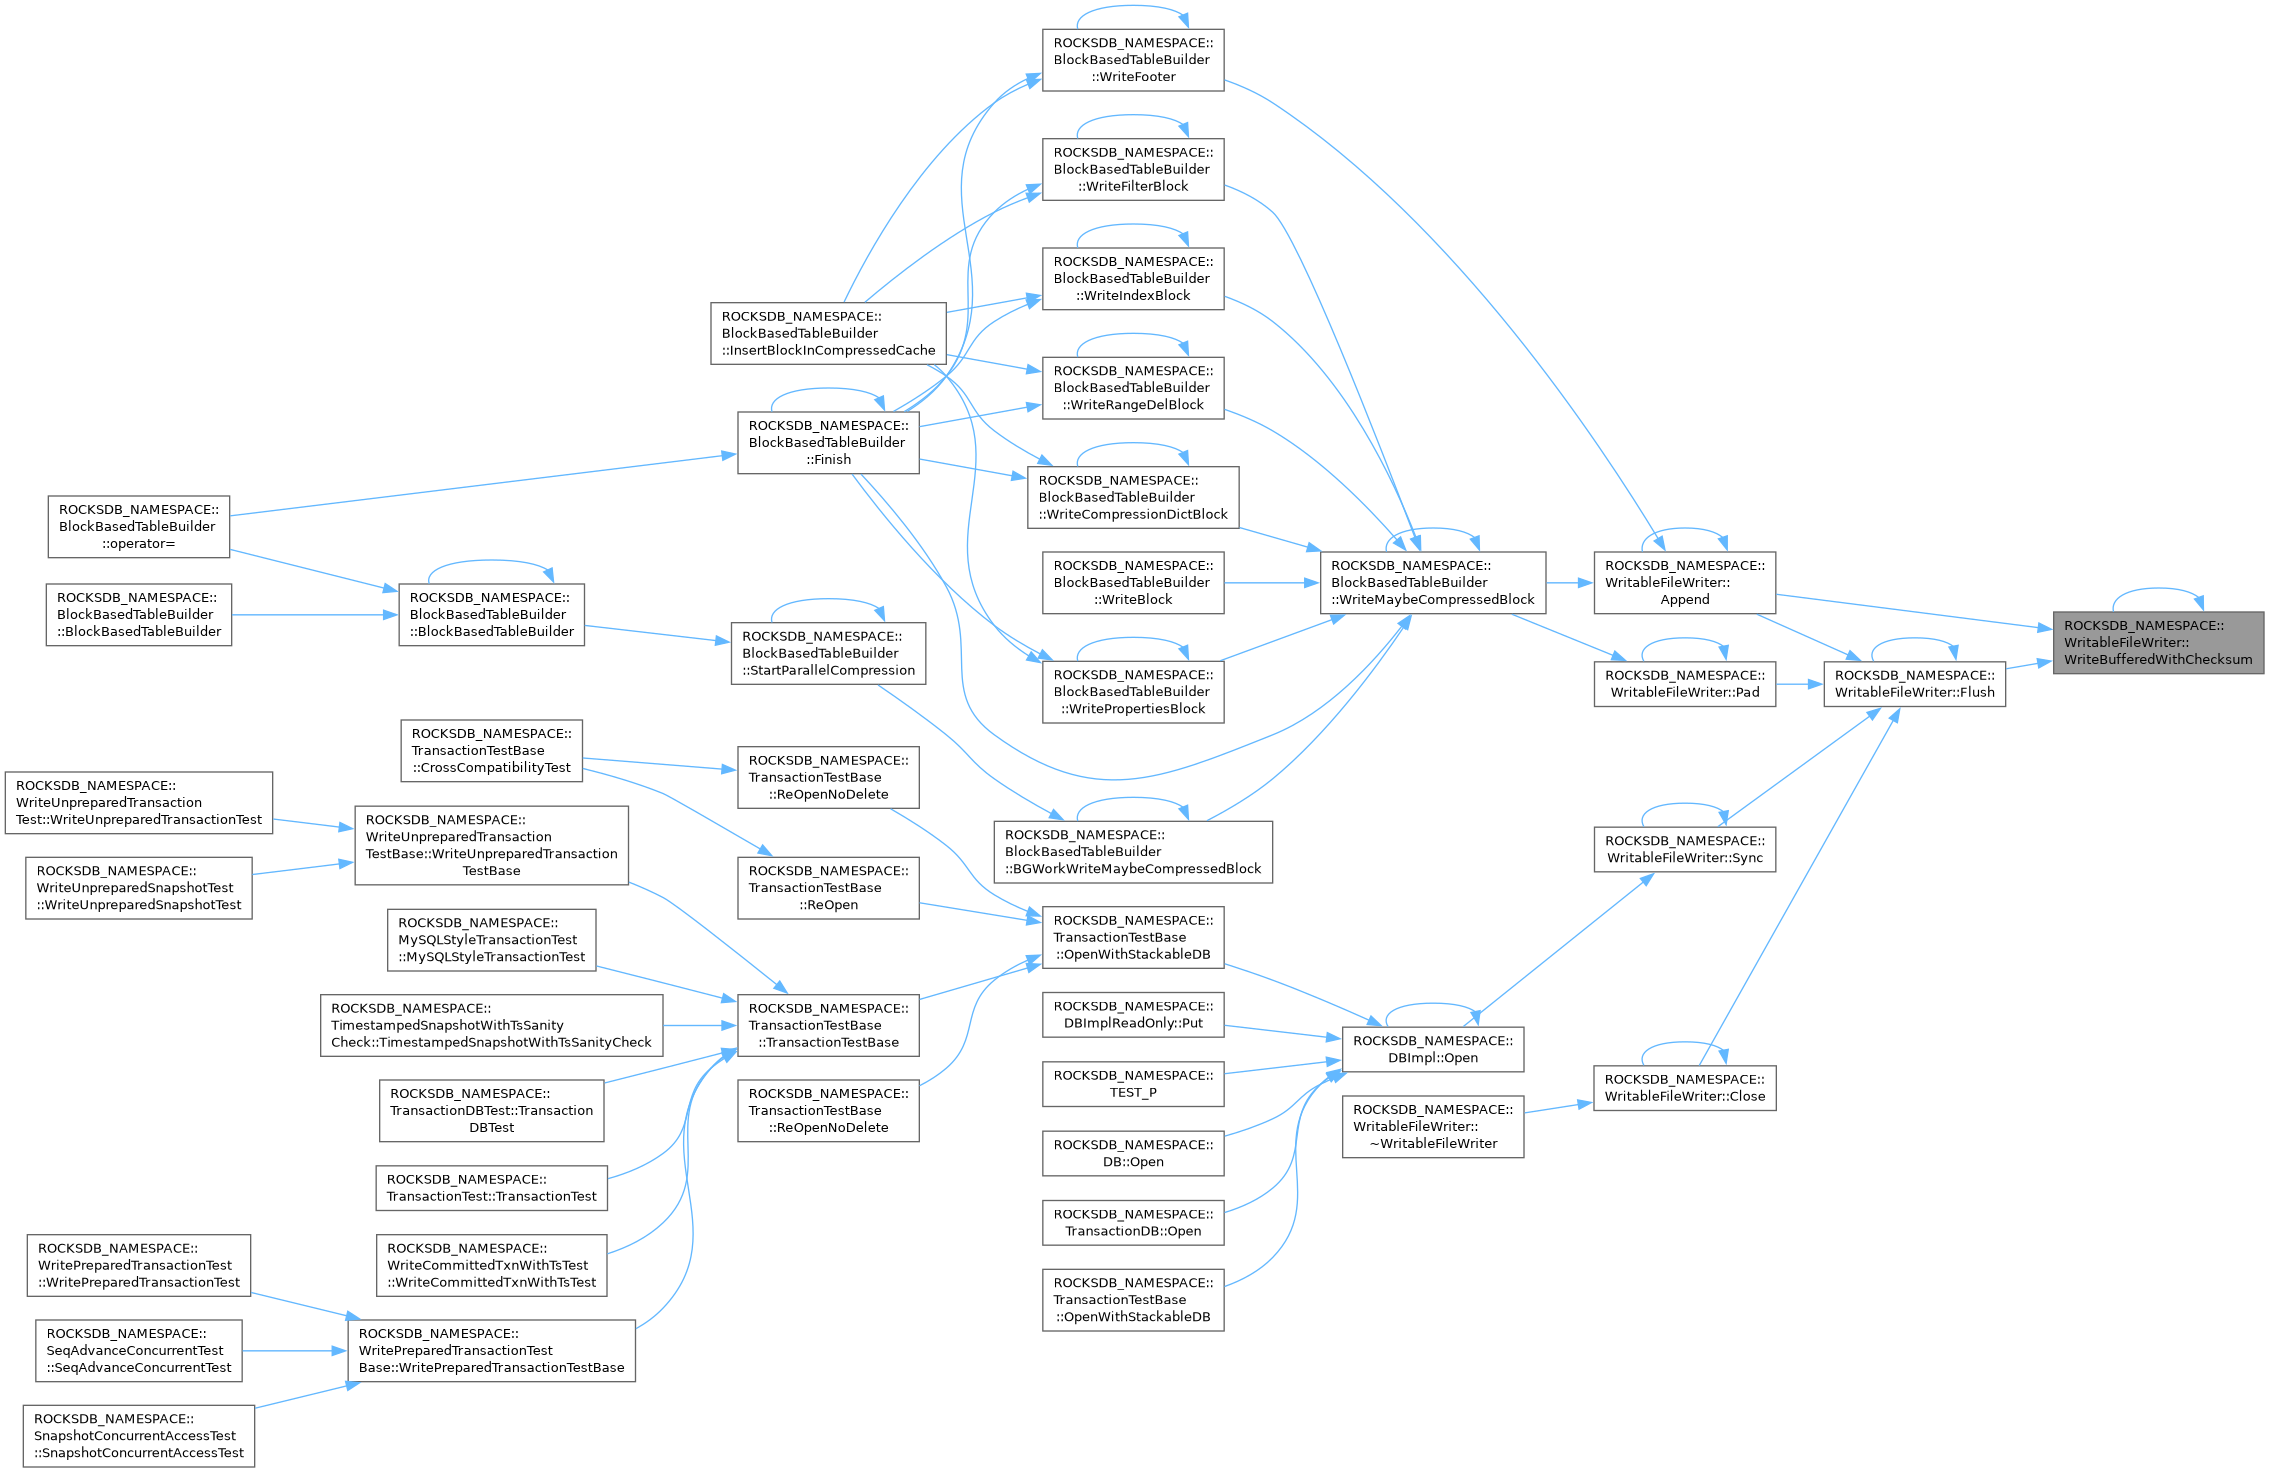 ROCKSDB_NAMESPACE::
BlockBasedTableBuilder
::WriteFooter
ROCKSDB_NAMESPACE::
BlockBasedTableBuilder
::WriteFilterBlock
ROCKSDB_NAMESPACE::
BlockBasedTableBuilder
::WriteIndexBlock
ROCKSDB_NAMESPACE::
BlockBasedTableBuilder
::InsertBlockInCompressedCache
ROCKSDB_NAMESPACE::
BlockBasedTableBuilder
::WriteRangeDelBlock
ROCKSDB_NAMESPACE::
BlockBasedTableBuilder
::Finish
ROCKSDB_NAMESPACE::
BlockBasedTableBuilder
::WriteCompressionDictBlock
ROCKSDB_NAMESPACE::
BlockBasedTableBuilder
::operator=
ROCKSDB_NAMESPACE::
BlockBasedTableBuilder
::WriteBlock
ROCKSDB_NAMESPACE::
BlockBasedTableBuilder
::WriteMaybeCompressedBlock
ROCKSDB_NAMESPACE::
WritableFileWriter::
Append
ROCKSDB_NAMESPACE::
BlockBasedTableBuilder
::BlockBasedTableBuilder
ROCKSDB_NAMESPACE::
BlockBasedTableBuilder
::BlockBasedTableBuilder
ROCKSDB_NAMESPACE::
WritableFileWriter::
WriteBufferedWithChecksum
ROCKSDB_NAMESPACE::
BlockBasedTableBuilder
::StartParallelCompression
ROCKSDB_NAMESPACE::
BlockBasedTableBuilder
::WritePropertiesBlock
ROCKSDB_NAMESPACE::
WritableFileWriter::Pad
ROCKSDB_NAMESPACE::
WritableFileWriter::Flush
ROCKSDB_NAMESPACE::
TransactionTestBase
::CrossCompatibilityTest
ROCKSDB_NAMESPACE::
TransactionTestBase
::ReOpenNoDelete
ROCKSDB_NAMESPACE::
WriteUnpreparedTransaction
Test::WriteUnpreparedTransactionTest
ROCKSDB_NAMESPACE::
WriteUnpreparedTransaction
TestBase::WriteUnpreparedTransaction
TestBase
ROCKSDB_NAMESPACE::
BlockBasedTableBuilder
::BGWorkWriteMaybeCompressedBlock
ROCKSDB_NAMESPACE::
WritableFileWriter::Sync
ROCKSDB_NAMESPACE::
WriteUnpreparedSnapshotTest
::WriteUnpreparedSnapshotTest
ROCKSDB_NAMESPACE::
TransactionTestBase
::ReOpen
ROCKSDB_NAMESPACE::
MySQLStyleTransactionTest
::MySQLStyleTransactionTest
ROCKSDB_NAMESPACE::
TransactionTestBase
::OpenWithStackableDB
ROCKSDB_NAMESPACE::
TimestampedSnapshotWithTsSanity
Check::TimestampedSnapshotWithTsSanityCheck
ROCKSDB_NAMESPACE::
TransactionTestBase
::TransactionTestBase
ROCKSDB_NAMESPACE::
DBImplReadOnly::Put
ROCKSDB_NAMESPACE::
DBImpl::Open
ROCKSDB_NAMESPACE::
TEST_P
ROCKSDB_NAMESPACE::
WritableFileWriter::Close
ROCKSDB_NAMESPACE::
TransactionDBTest::Transaction
DBTest
ROCKSDB_NAMESPACE::
TransactionTestBase
::ReOpenNoDelete
ROCKSDB_NAMESPACE::
WritableFileWriter::
~WritableFileWriter
ROCKSDB_NAMESPACE::
DB::Open
ROCKSDB_NAMESPACE::
TransactionTest::TransactionTest
ROCKSDB_NAMESPACE::
TransactionDB::Open
ROCKSDB_NAMESPACE::
WritePreparedTransactionTest
::WritePreparedTransactionTest
ROCKSDB_NAMESPACE::
WriteCommittedTxnWithTsTest
::WriteCommittedTxnWithTsTest
ROCKSDB_NAMESPACE::
TransactionTestBase
::OpenWithStackableDB
ROCKSDB_NAMESPACE::
SeqAdvanceConcurrentTest
::SeqAdvanceConcurrentTest
ROCKSDB_NAMESPACE::
WritePreparedTransactionTest
Base::WritePreparedTransactionTestBase
ROCKSDB_NAMESPACE::
SnapshotConcurrentAccessTest
::SnapshotConcurrentAccessTest